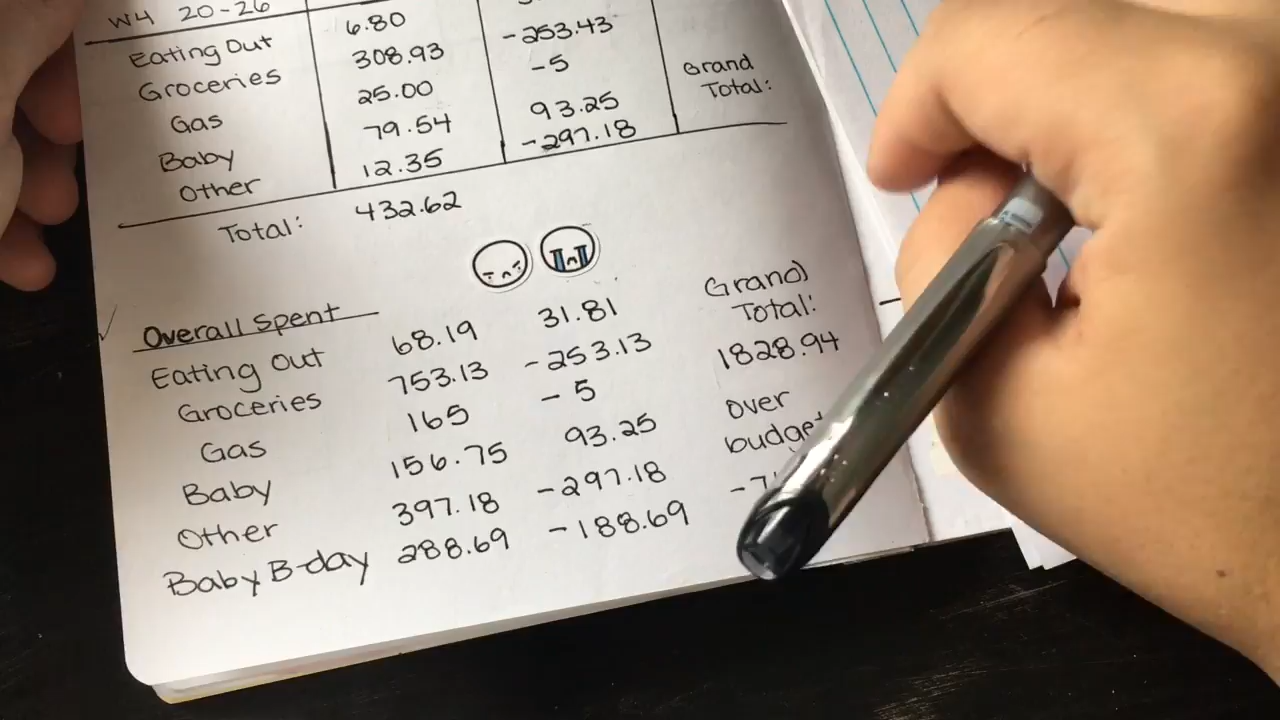 W4 20-26
Eating Out 6.80
Groceries 308.93 -253.43
Gas 25.00 -5
Baby 79.54 93.25
Other 12.35 -297.18
Grand
Total:
Total: 432.62
Overall Spent
Eating Out 68.19 31.81
Groceries 753.13 -253.13
Gas 165 -5
Baby 156.75 93.25
Other 397.18 -297.18
Baby B-day 288.69 -188.69
Grand
Total:
1828.94
over